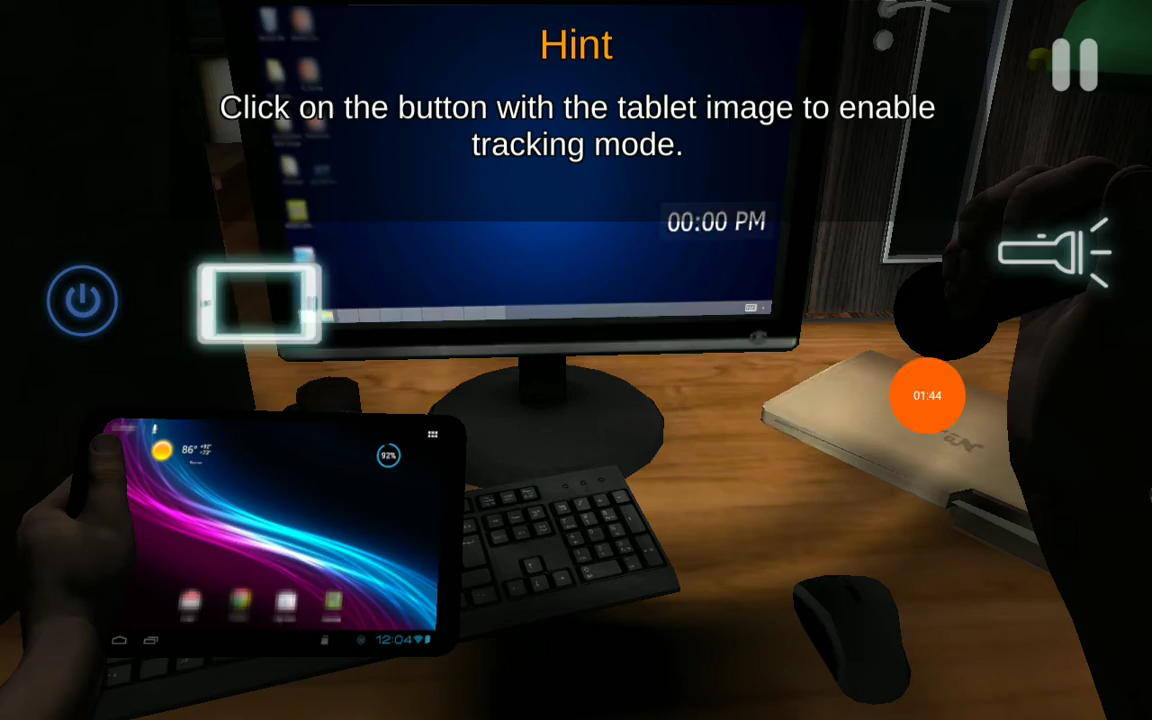 Hint
Click on the button with the tablet image to enable
tracking mode.
00:00 PM
01:44
86°
92%
12:04